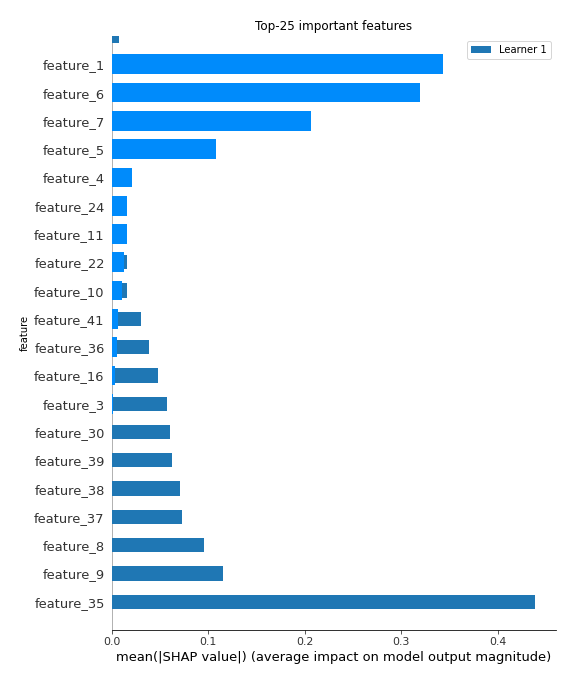 Top-25 important features
Learner 1
feature_1
feature_6
feature_7
feature_5
feature_4
feature_24
feature_11
feature_22
feature_10
feature_41
feature_36
feature_16
feature_3
feature_30
feature_39
feature_38
feature_37
feature_8
feature_9
feature_35
feature
0.0 0.1 0.2 0.3 0.4
mean(|SHAP value|) (average impact on model output magnitude)